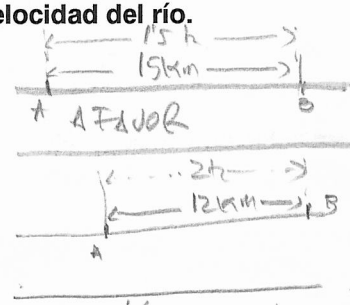 elocidad del río.
1'5 h
15Km
A B
A FAVOR
2h
12KM B
A